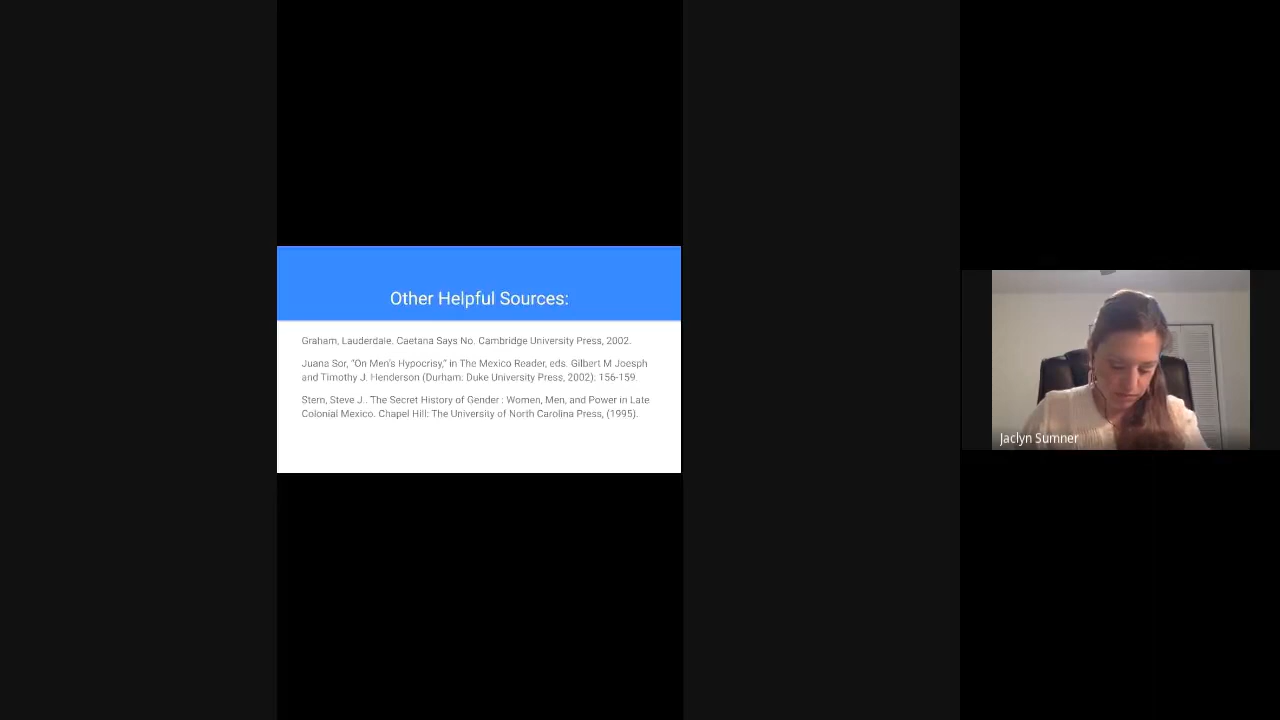 Other Helpful Sources:
Graham, Lauderdale. Caetana Says No. Cambridge University Press, 2002.
Juana Sor, "On Men's Hypocrisy," in The Mexico Reader, eds. Gilbert M Joesph
and Timothy J. Henderson (Durham: Duke University Press, 2002). 156-159.
Stern, Steve J.. The Secret History of Gender : Women, Men, and Power in Late
Colonial Mexico. Chapel Hill: The University of North Carolina Press, (1995).
Jaclyn Sumner